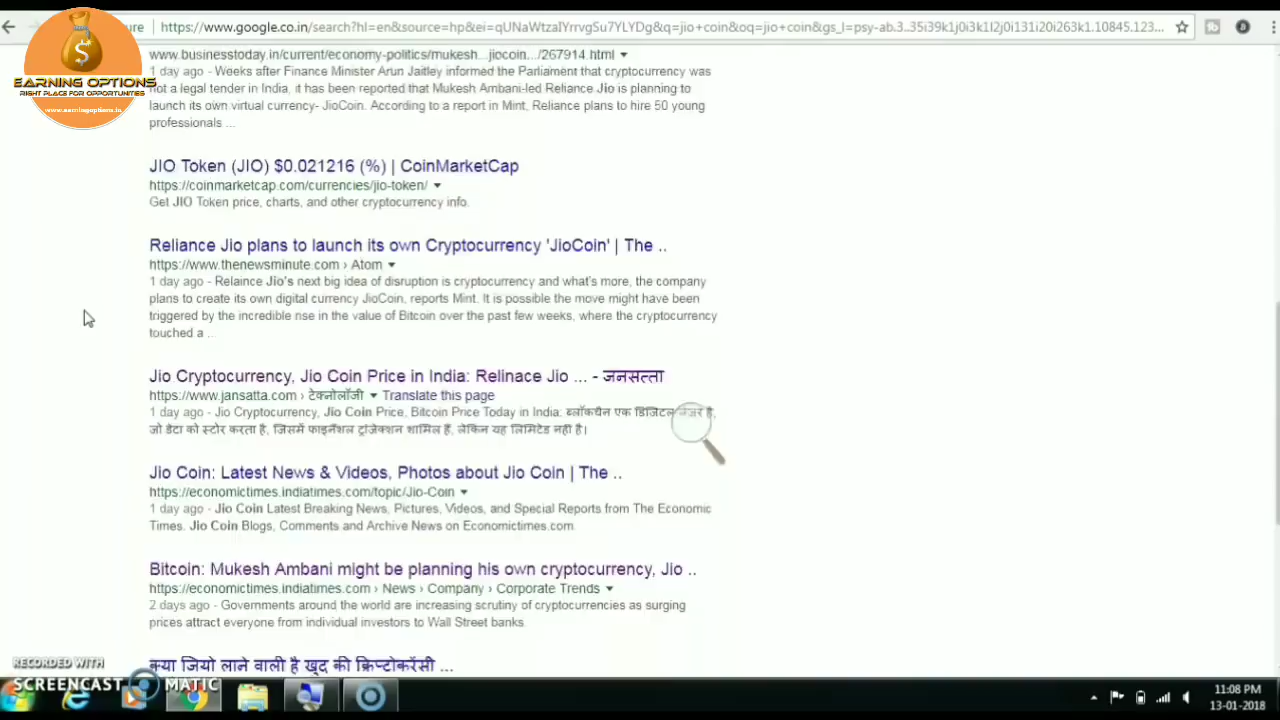 ure
https://www.google.co.in/search?hl=en&source=hp&ei=qUNaWtzaIYrrvgSu7YLYDg&q=jio+coin&oq=jio+coin&gs_l=psy-ab.3..35i39k1j0i3k1l2j0i131i20i263k1.10845.123...
EARNING OPTIONS
RIGHT PLACE FOR OPPORTUNITIES
www.earningoptions.in
www.businesstoday.in/current/economy-politics/mukesh...jiocoin.../267914.html
1 day ago - Weeks after Finance Minister Arun Jaitley informed the Parliament that cryptocurrency was
not a legal tender in India, it has been reported that Mukesh Ambani-led Reliance Jio is planning to
launch its own virtual currency- JioCoin. According to a report in Mint, Reliance plans to hire 50 young
professionals ...
JIO Token (JIO) $0.021216 (%) | CoinMarketCap
https://coinmarketcap.com/currencies/jio-token/
Get JIO Token price, charts, and other cryptocurrency info.
Reliance Jio plans to launch its own Cryptocurrency 'JioCoin' | The ..
https://www.thenewsminute.com › Atom
1 day ago - Relaince Jio's next big idea of disruption is cryptocurrency and what's more, the company
plans to create its own digital currency JioCoin, reports Mint. It is possible the move might have been
triggered by the incredible rise in the value of Bitcoin over the past few weeks, where the cryptocurrency
touched a ...
Jio Cryptocurrency, Jio Coin Price in India: Relinace Jio ... - जनसत्ता
https://www.jansatta.com › टेक्नोलॉजी Translate this page
1 day ago - Jio Cryptocurrency, Jio Coin Price, Bitcoin Price Today in India: ब्लॉकचैन एक डिजिटल लेजर है,
जो डेटा को स्टोर करता है, जिसमें फाइनैंशल ट्रांजेक्शन शामिल हैं, लेकिन यह लिमिटेड नहीं है।
Jio Coin: Latest News & Videos, Photos about Jio Coin | The ..
https://economictimes.indiatimes.com/topic/Jio-Coin
1 day ago - Jio Coin Latest Breaking News, Pictures, Videos, and Special Reports from The Economic
Times. Jio Coin Blogs, Comments and Archive News on Economictimes.com
Bitcoin: Mukesh Ambani might be planning his own cryptocurrency, Jio ..
https://economictimes.indiatimes.com › News › Company › Corporate Trends
2 days ago - Governments around the world are increasing scrutiny of cryptocurrencies as surging
prices attract everyone from individual investors to Wall Street banks.
क्या जियो लाने वाली है खुद की क्रिप्टोकरेंसी ...
RECORDED WITH
SCREENCAST MATIC
11:08 PM
13-01-2018